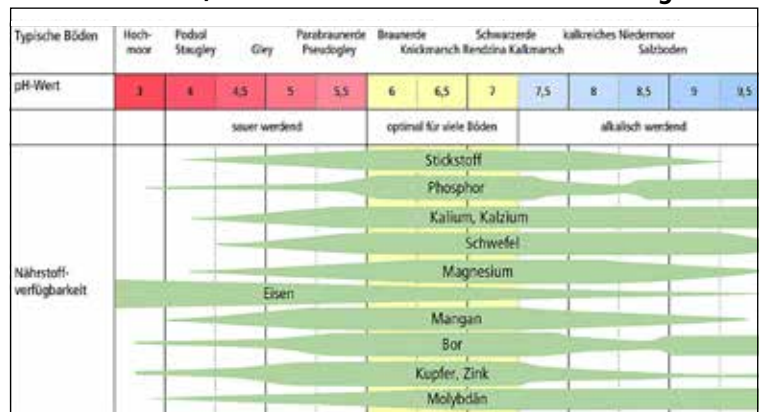 Typische Böden Hoch- Podsol Parabraunerde Braunerde Schwarzerde kalkreiches Niedermoor
moor Staugley Gley Pseudogley Knickmarsch Rendzina Kalkmarsch Salzboden
pH-Wert 3 4 4,5 5 5,5 6 6,5 7 7,5 8 8,5 9 9,5
sauer werdend optimal für viele Böden alkalisch werdend
Stickstoff
Phosphor
Kalium, Kalzium
Schwefel
Nährstoff- Magnesium
verfügbarkeit Eisen
Mangan
Bor
Kupfer, Zink
Molybdän